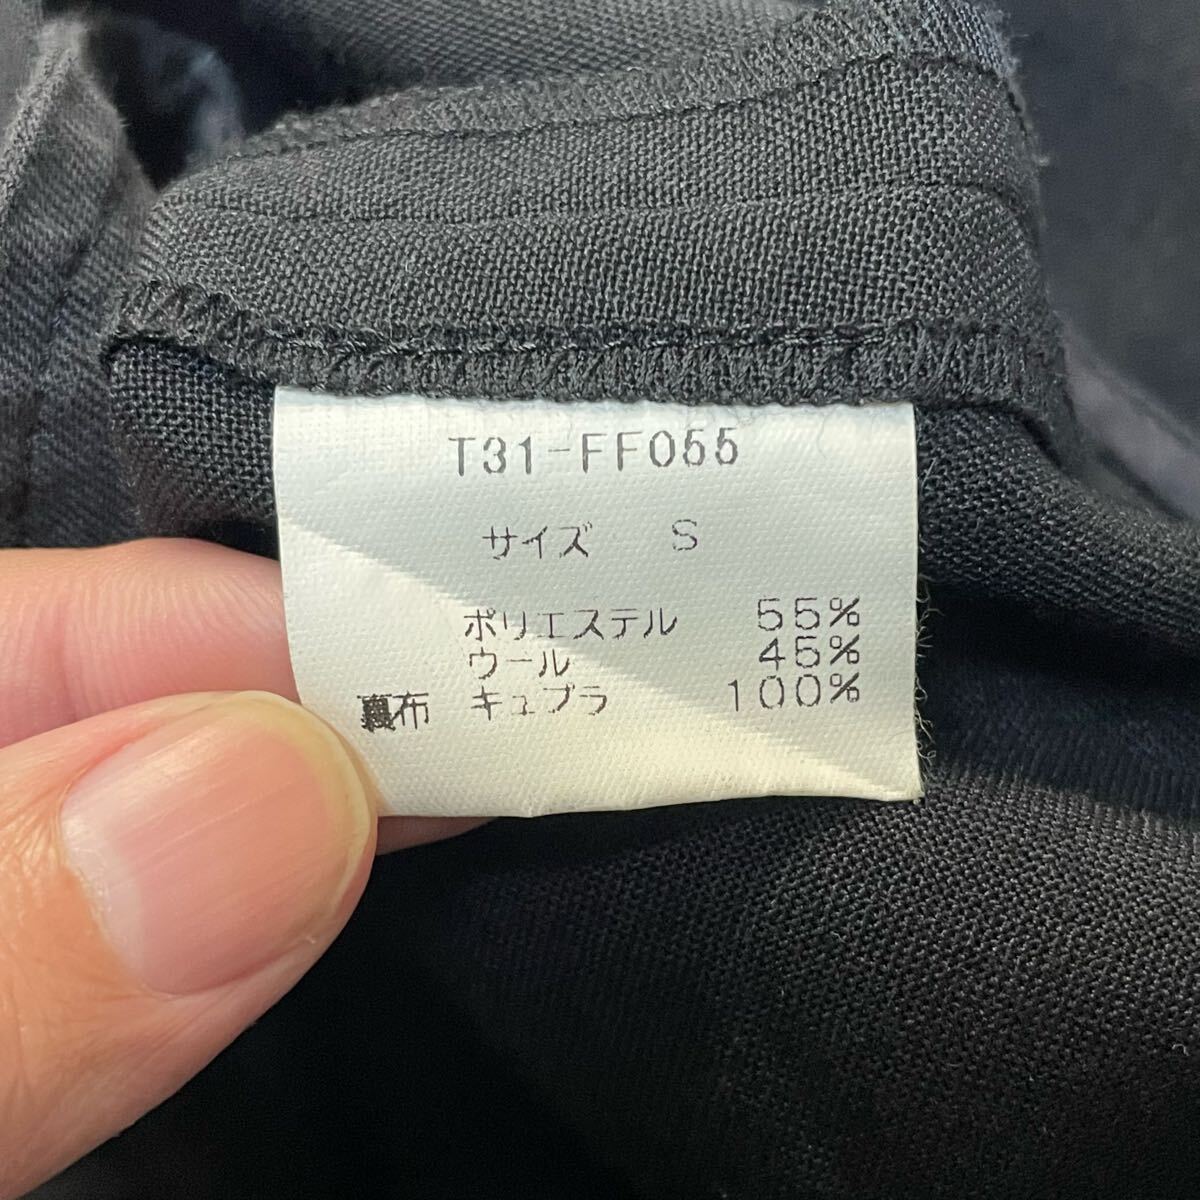 T31-FF055
サイズ S
ポリエステル 55%
ウール 45%
裏布 キュプラ 100%